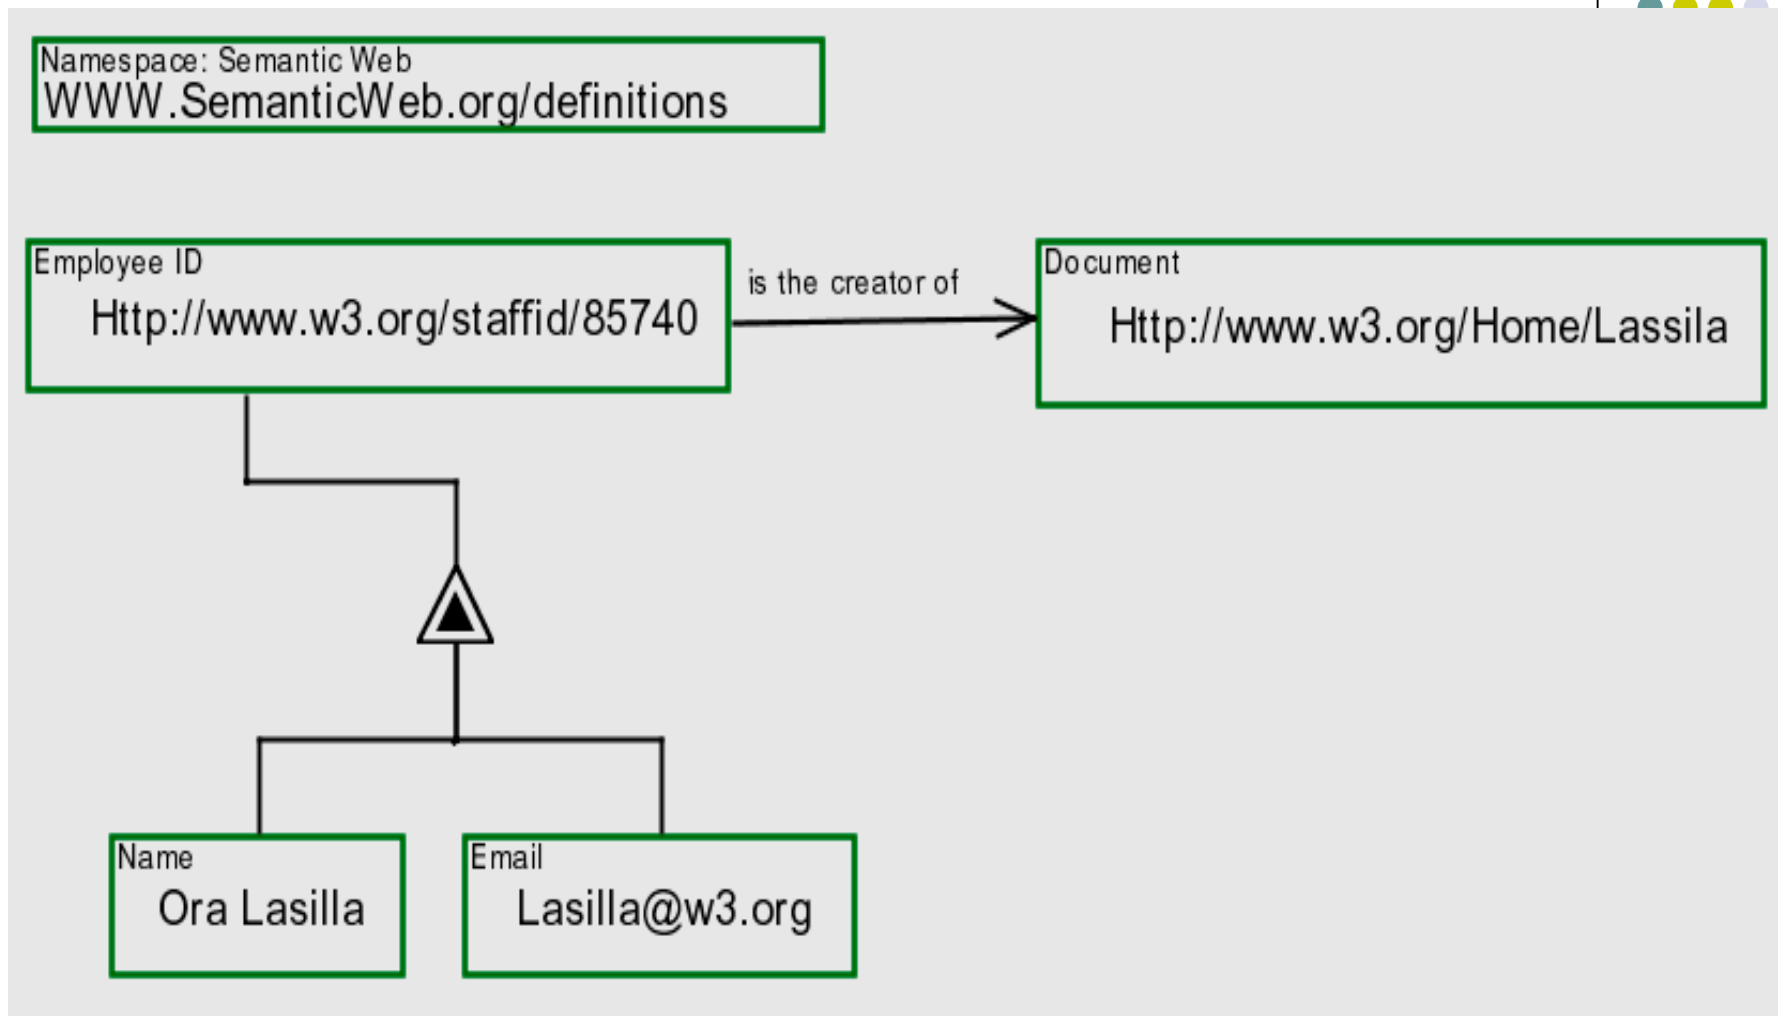 Namespace: Semantic Web
WWW.SemanticWeb.org/definitions
Employee ID
Http://www.w3.org/staffid/85740
is the creator of
Document
Http://www.w3.org/Home/Lassila
Name
Ora Lasilla
Email
Lasilla@w3.org